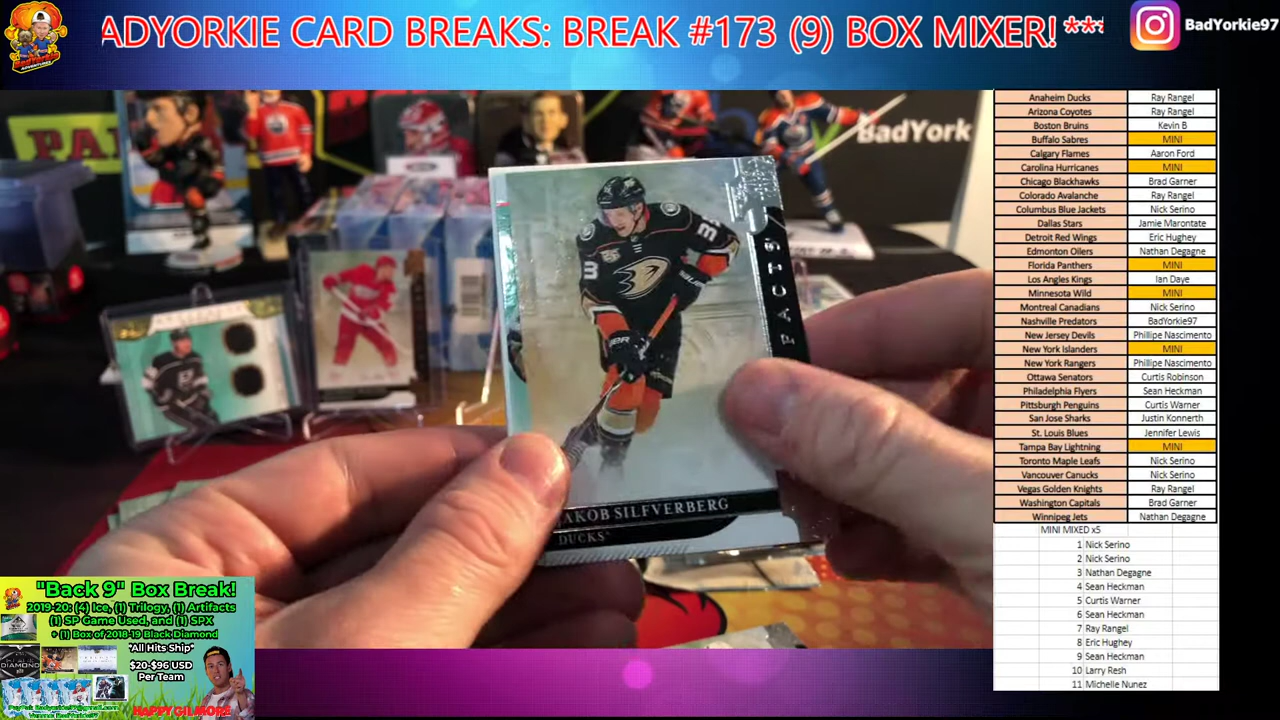 ADYORKIE CARD BREAKS: BREAK #173 (9) BOX MIXER! ***
BadYorkie97
BadYork
JAKOB SILFVERBERG
DUCKS
Anaheim Ducks Ray Rangel
Arizona Coyotes Ray Rangel
Boston Bruins Kevin B
Buffalo Sabres MINI
Calgary Flames Aaron Ford
Carolina Hurricanes MINI
Chicago Blackhawks Brad Garner
Colorado Avalanche Ray Rangel
Columbus Blue Jackets Nick Serino
Dallas Stars Jamie Marontate
Detroit Red Wings Eric Hughey
Edmonton Oilers Nathan Degagne
Florida Panthers MINI
Los Angles Kings Ian Daye
Minnesota Wild MINI
Montreal Canadians Nick Serino
Nashville Predators BadYorkie97
New Jersey Devils Phillipe Nascimento
New York Islanders MINI
New York Rangers Phillipe Nascimento
Ottawa Senators Curtis Robinson
Philadelphia Flyers Sean Heckman
Pittsburgh Penguins Curtis Warner
San Jose Sharks Justin Konnerth
St. Louis Blues Jennifer Lewis
Tampa Bay Lightning MINI
Toronto Maple Leafs Nick Serino
Vancouver Canucks Nick Serino
Vegas Golden Knights Ray Rangel
Washington Capitals Brad Garner
Winnipeg Jets Nathan Degagne
MINI MIXED x5
1 Nick Serino
2 Nick Serino
3 Nathan Degagne
4 Sean Heckman
5 Curtis Warner
6 Sean Heckman
7 Ray Rangel
8 Eric Hughey
9 Sean Heckman
10 Larry Resh
11 Michelle Nunez
"Back 9" Box Break!
2019-20: (4) Ice, (1) Trilogy, (1) Artifacts
(1) SP Game Used, and (1) SPX
+ (1) Box of 2018-19 Black Diamond
*All Hits Ship*
$20-$96 USD
Per Team
HAPPY GILMORE